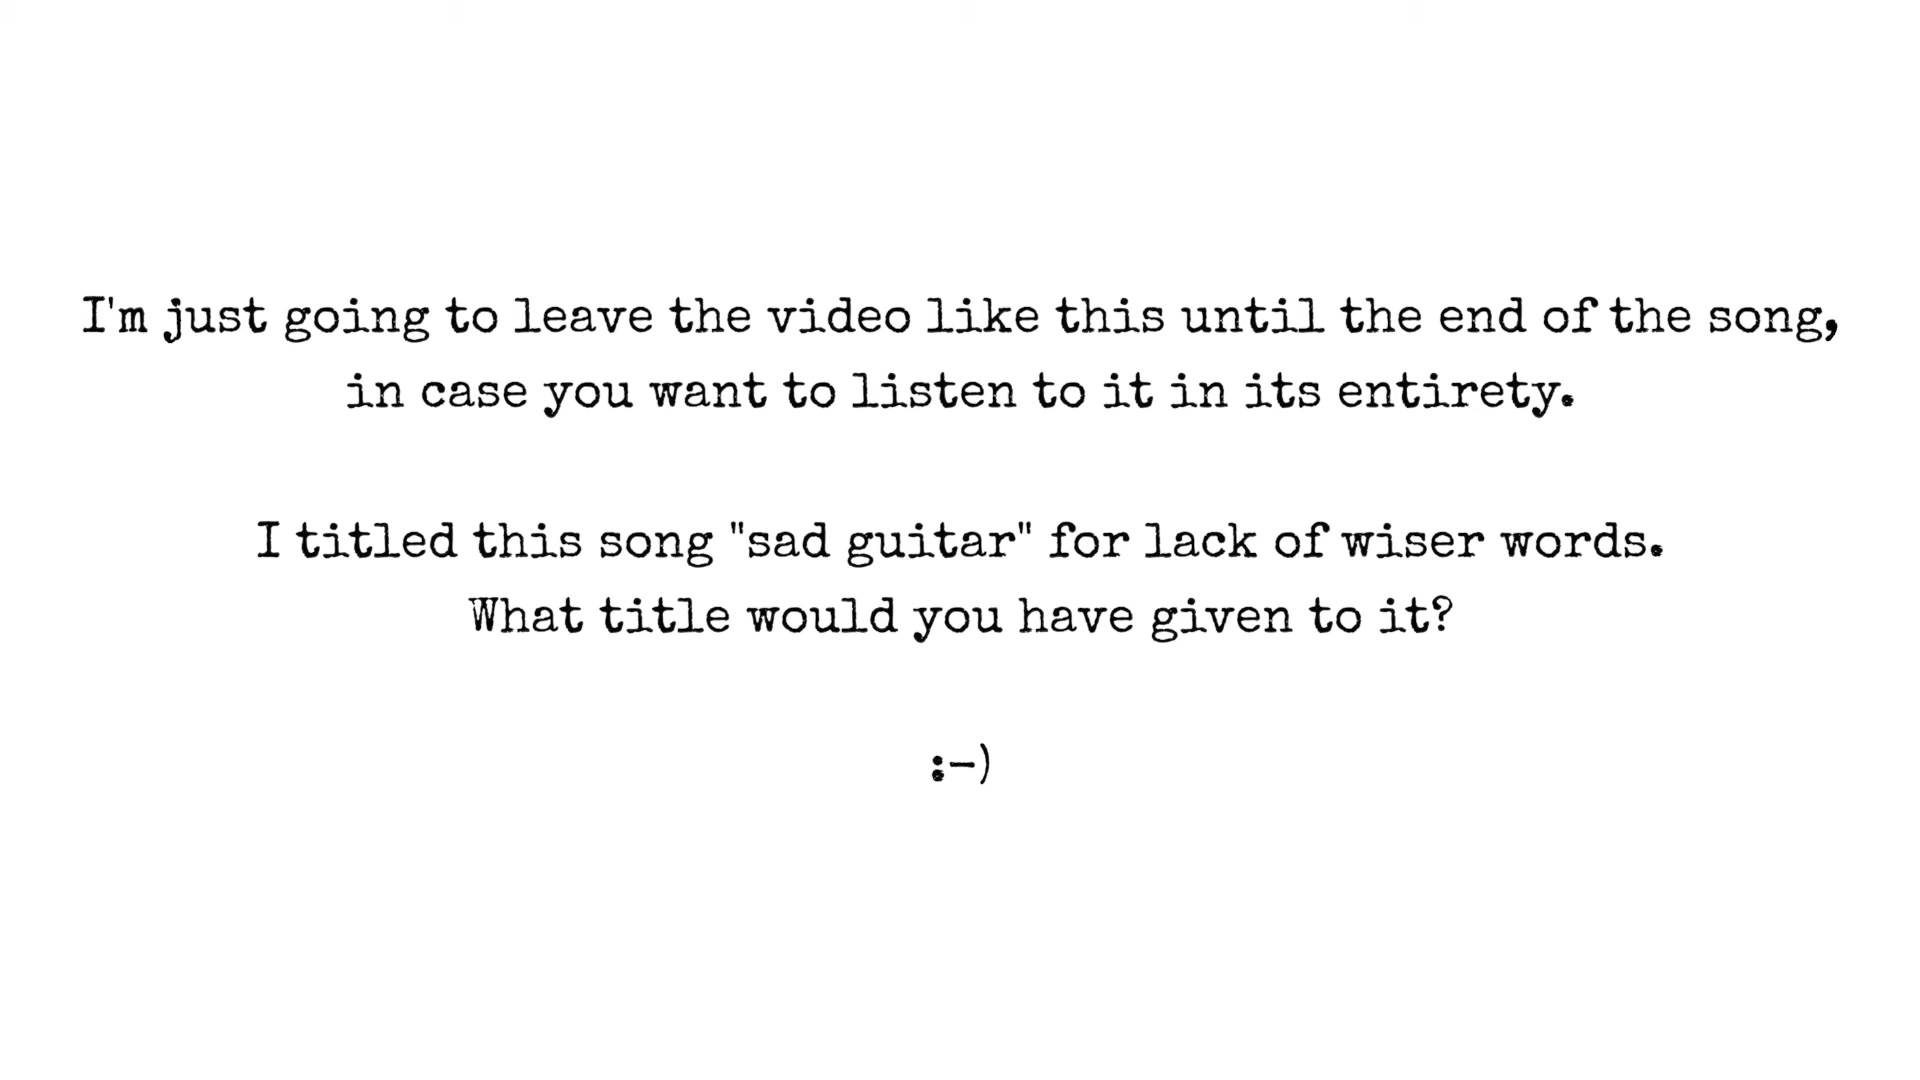 I'm just going to leave the video like this until the end of the song,
in case you want to listen to it in its entirety.
I titled this song "sad guitar" for lack of wiser words.
What title would you have given to it?
:-)